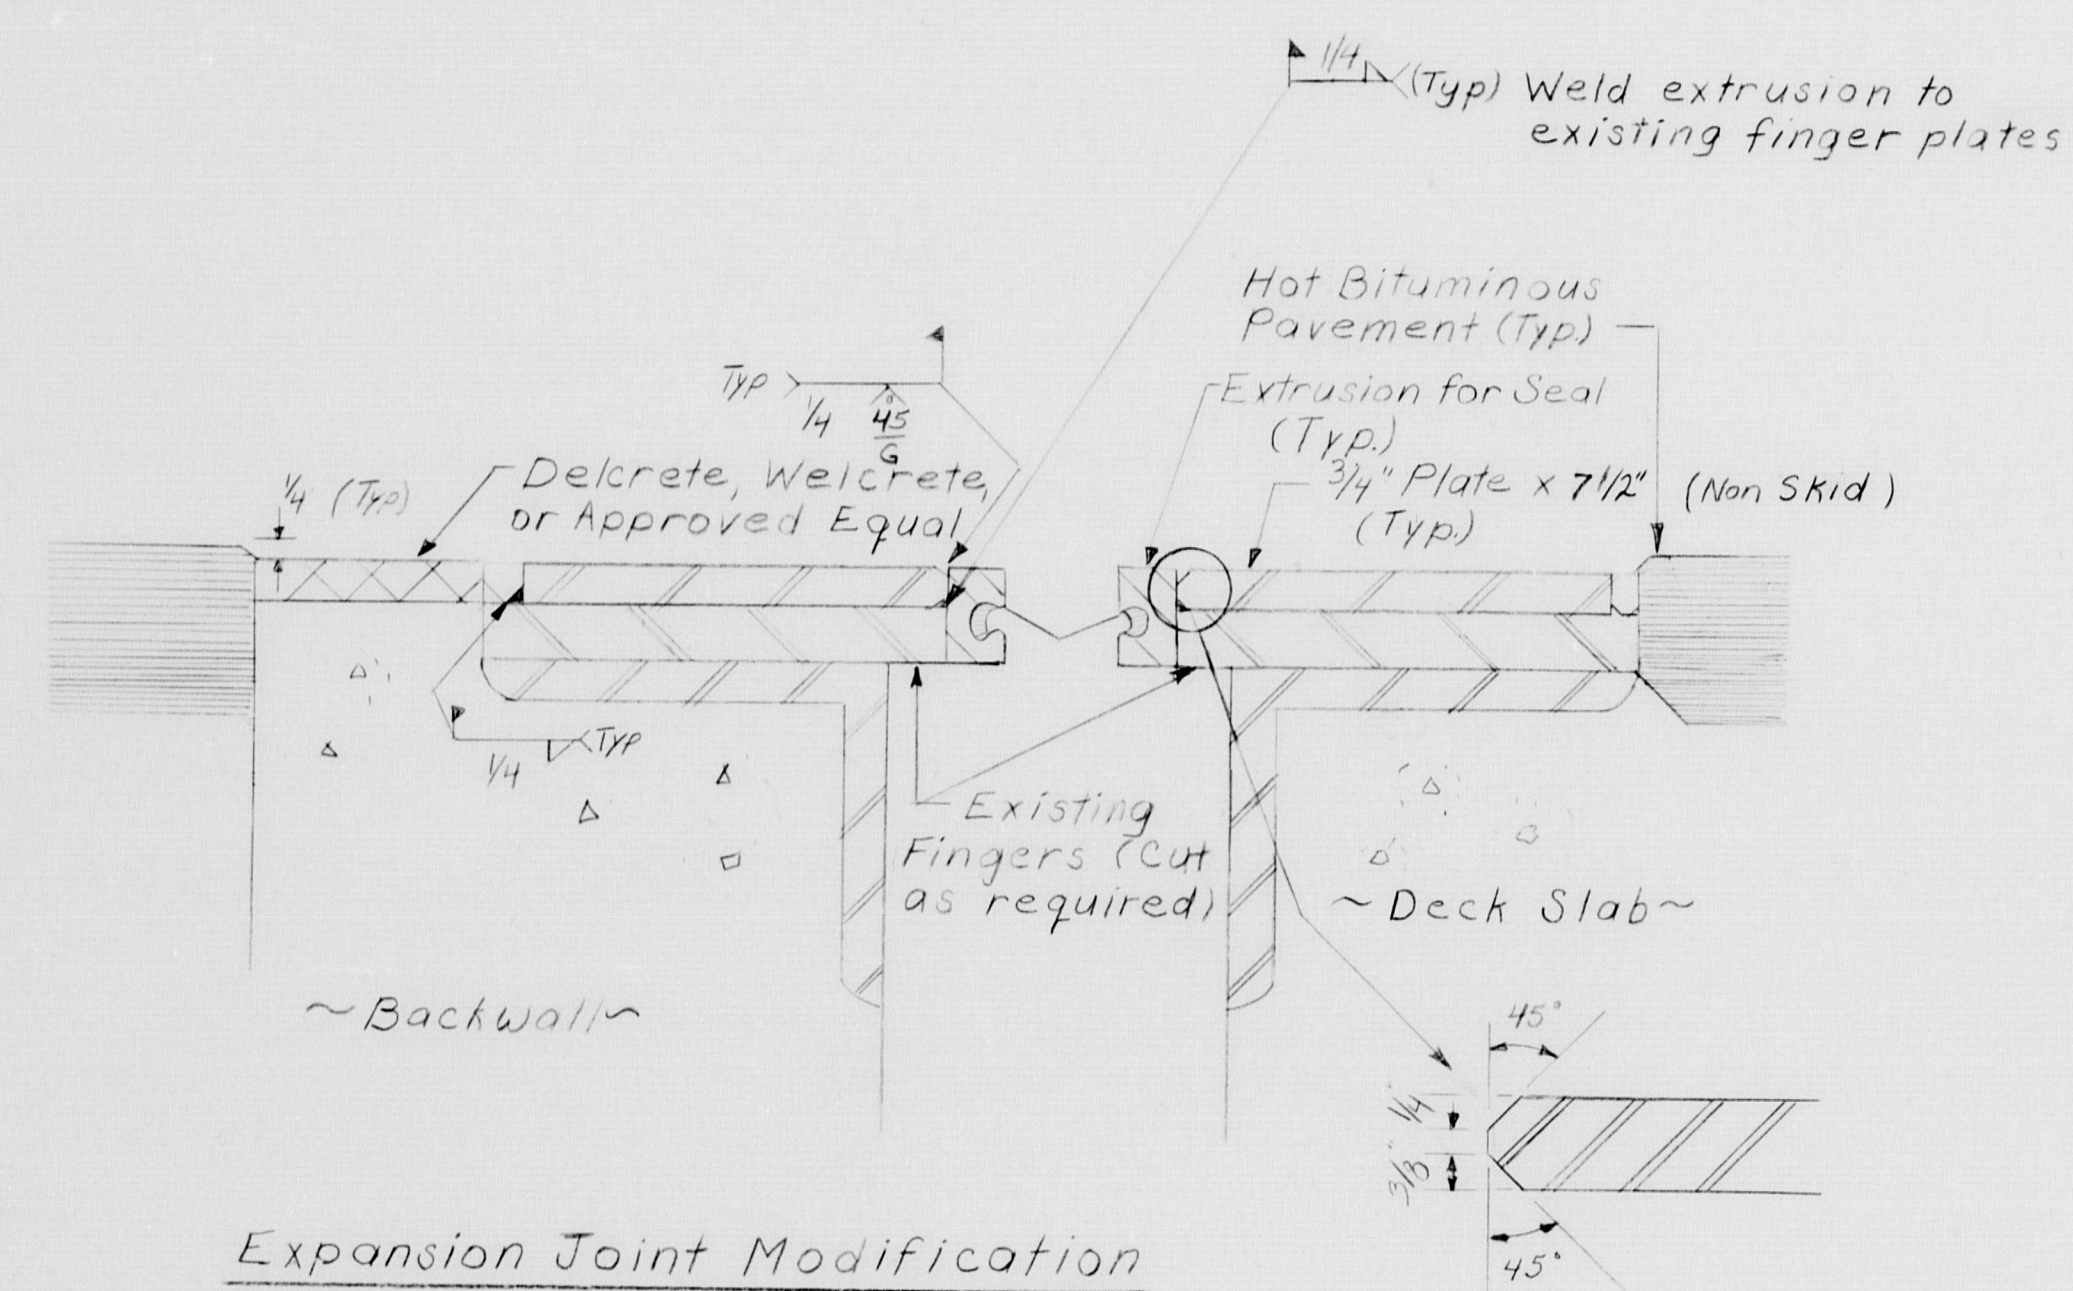 1/4 (Typ) Weld extrusion to
existing finger plates
Hot Bituminous
Pavement (Typ.)
Typ
1/4 45°
G
Extrusion for Seal
(Typ.)
3/4" Plate x 7 1/2" (Non Skid)
(Typ.)
1/4 (Typ)
Delcrete, Welcrete,
or Approved Equal
1/4 Typ
Existing
Fingers (Cut
as required)
~Deck Slab~
~Backwall~
45°
1/4"
3/8"
45°
Expansion Joint Modification